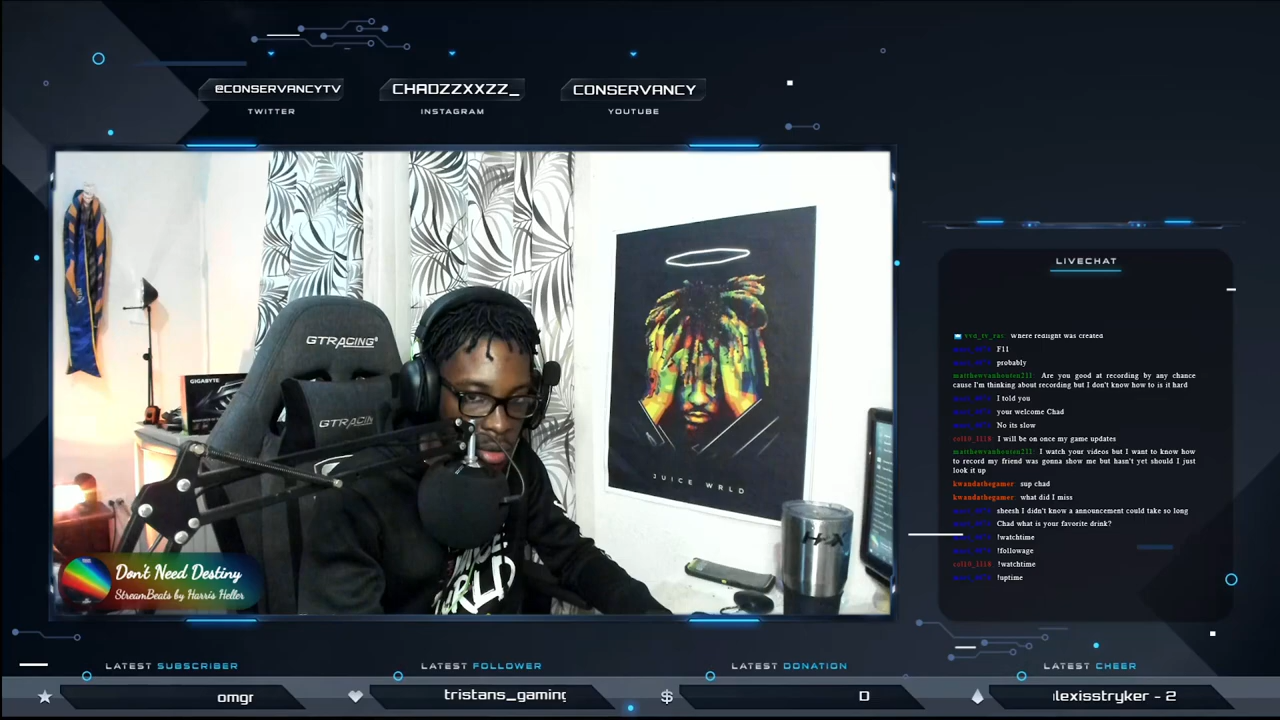 @CONSERVANCYTV
CHADZZXXZZ_
CONSERVANCY
TWITTER
INSTAGRAM
YOUTUBE
GTRACING
GTRACING
GIGABYTE
JUICE WRLD
Don't Need Destiny
StreamBeats by Harris Heller
LIVECHAT
where redlight was created
F11
probably
matthewvanhouten211: Are you good at recording by any chance
cause I'm thinking about recording but I don't know how to is it hard
I told you
your welcome Chad
No its slow
I will be on once my game updates
matthewvanhouten211: I watch your videos but I want to know how
to record my friend was gonna show me but hasn't yet should I just
look it up
kwandathegamer: sup chad
kwandathegamer: what did I miss
sheesh I didn't know a announcement could take so long
Chad what is your favorite drink?
!watchtime
!followage
!watchtime
!uptime
LATEST SUBSCRIBER
LATEST FOLLOWER
LATEST DONATION
LATEST CHEER
omgr
tristans_gaming
lexisstryker - 2